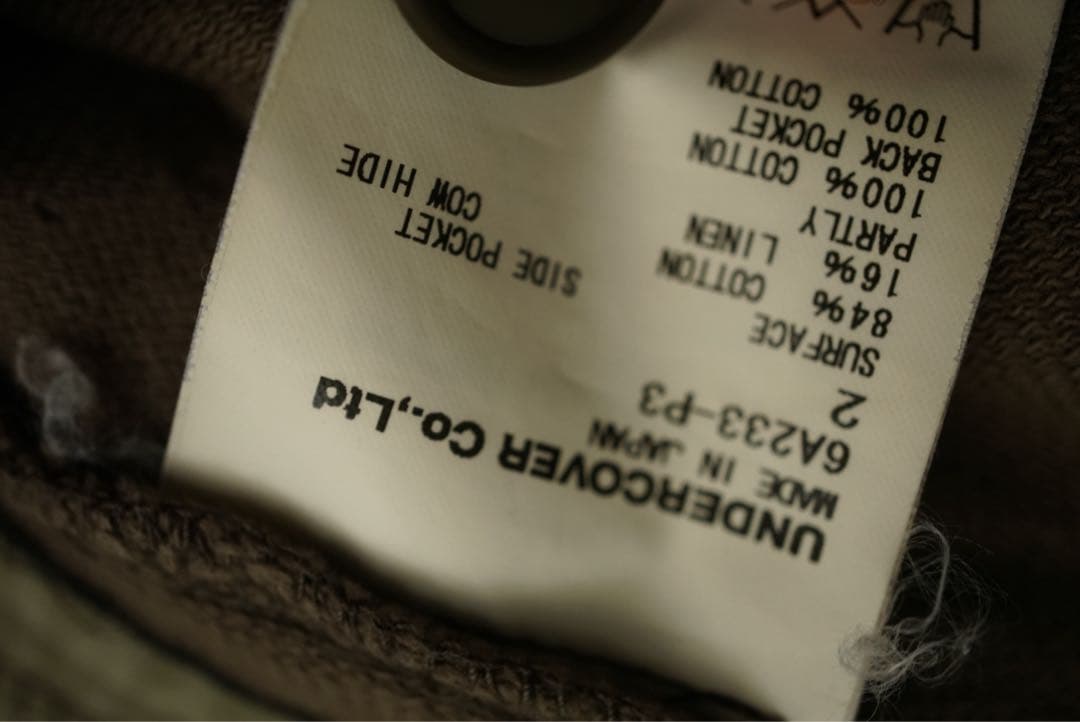 UNDERCOVER Co.,Ltd
MADE IN JAPAN
6A233-P3
2
SURFACE
84% COTTON
16% LINEN
PARTLY
100% COTTON
BACK POCKET
100% COTTON
SIDE POCKET
COW HIDE